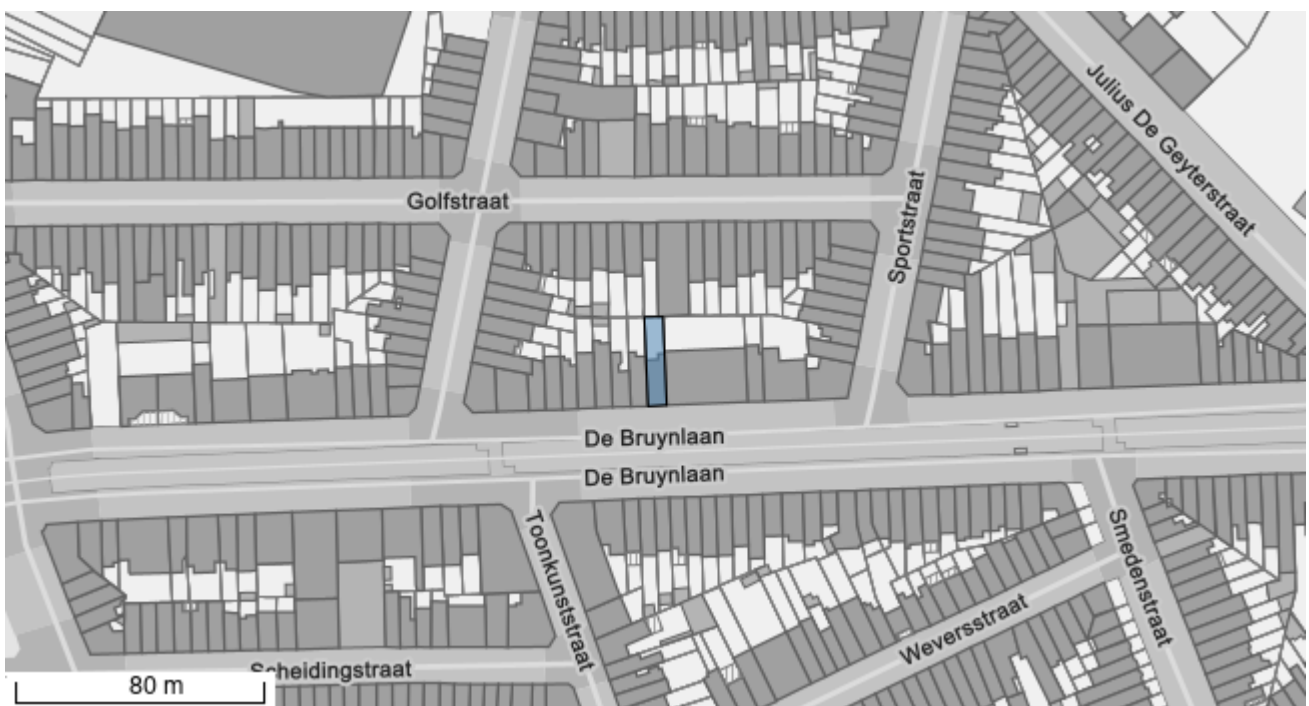 Julius De Geyterstraat
Golfstraat
Sportstraat
De Bruynlaan
De Bruynlaan
Toonkunststraat
Smedenstraat
Weversstraat
Scheidingstraat
80 m